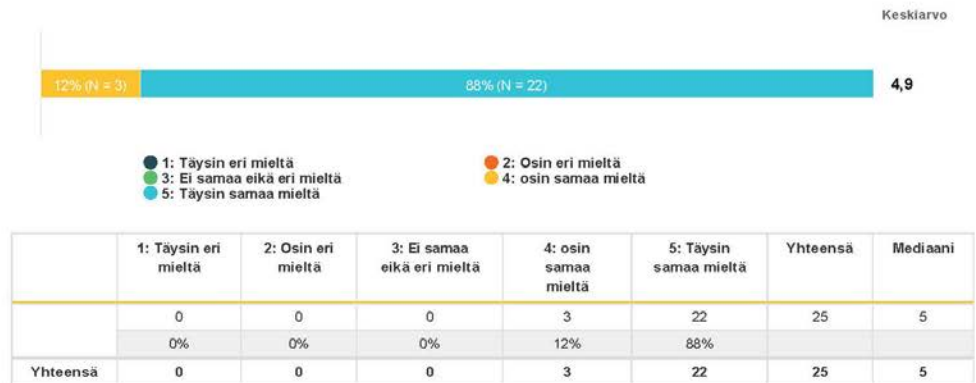 Keskiarvo
12% (N = 3) 88% (N = 22) 4,9
1: Täysin eri mieltä 2: Osin eri mieltä
3: Ei samaa eikä eri mieltä 4: osin samaa mieltä
5: Täysin samaa mieltä
1: Täysin eri mieltä 2: Osin eri mieltä 3: Ei samaa eikä eri mieltä 4: osin samaa mieltä 5: Täysin samaa mieltä Yhteensä Mediaani
0 0 0 3 22 25 5
0% 0% 0% 12% 88%
Yhteensä 0 0 0 3 22 25 5